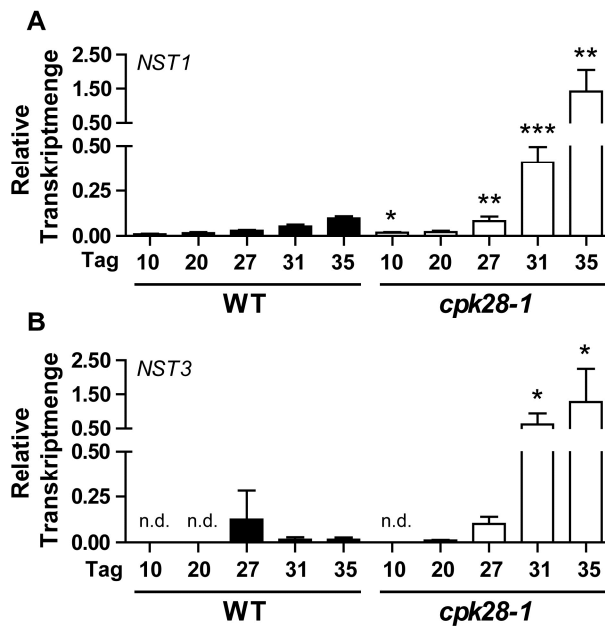 A
NST1
Relative
Transkriptmenge
2.50
1.50
0.50
0.50
0.25
0.00
*
**
***
**
Tag 10 20 27 31 35 10 20 27 31 35
WT cpk28-1
B
NST3
Relative
Transkriptmenge
2.50
1.50
0.50
0.50
0.25
0.00
n.d. n.d. n.d.
*
*
Tag 10 20 27 31 35 10 20 27 31 35
WT cpk28-1